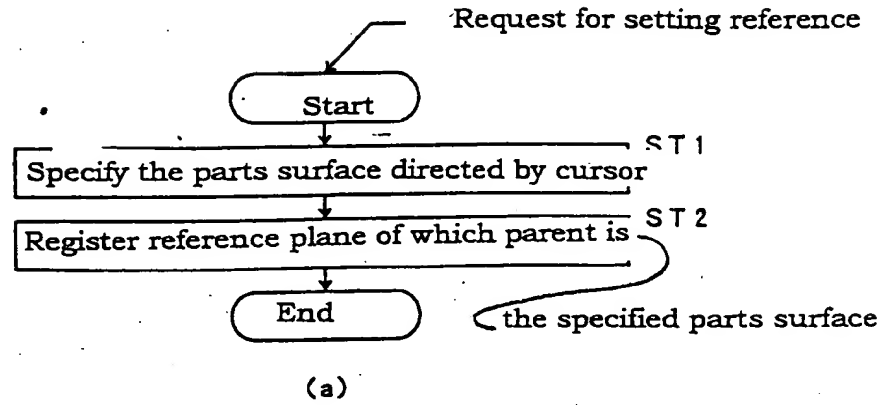 Request for setting reference
Start
ST1
Specify the parts surface directed by cursor
ST2
Register reference plane of which parent is
the specified parts surface
End
(a)